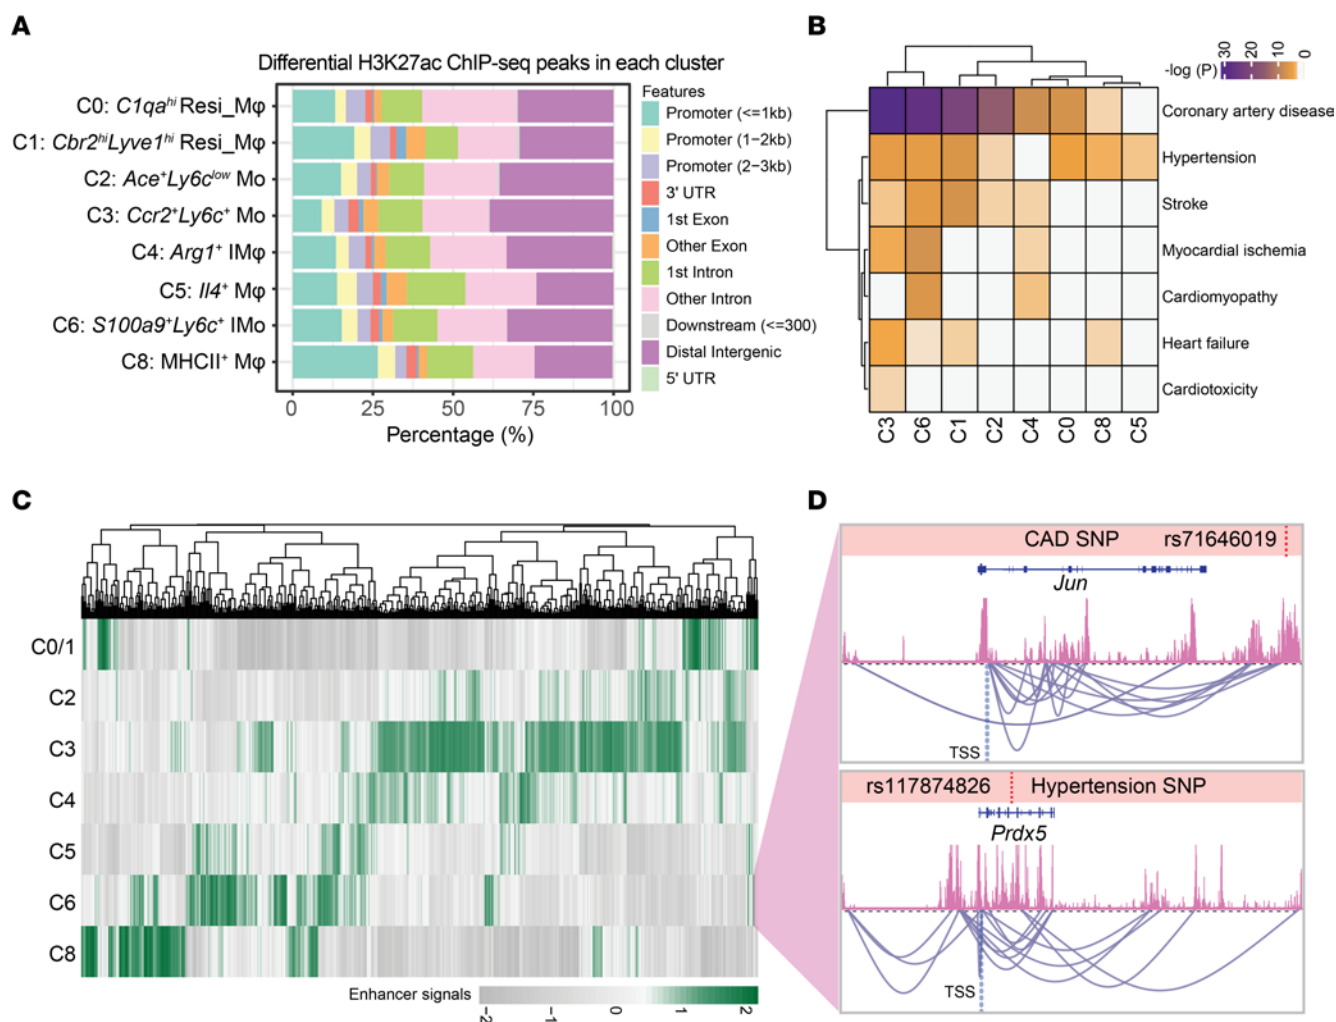 A
Differential H3K27ac ChIP-seq peaks in each cluster
C0: C1qa^hi Resi_Mφ
C1: Cbr2^hiLyve1^hi Resi_Mφ
C2: Ace⁺Ly6c^low Mo
C3: Ccr2⁺Ly6c⁺ Mo
C4: Arg1⁺ IMφ
C5: Il4⁺ Mφ
C6: S100a9⁺Ly6c⁺ IMo
C8: MHCII⁺ Mφ
0 25 50 75 100
Percentage (%)
Features
Promoter (<=1kb)
Promoter (1-2kb)
Promoter (2-3kb)
3' UTR
1st Exon
Other Exon
1st Intron
Other Intron
Downstream (<=300)
Distal Intergenic
5' UTR
B
-log (P)
30 20 10 0
Coronary artery disease
Hypertension
Stroke
Myocardial ischemia
Cardiomyopathy
Heart failure
Cardiotoxicity
C3 C6 C1 C2 C4 C0 C8 C5
C
C0/1
C2
C3
C4
C5
C6
C8
Enhancer signals
-2 -1 0 1 2
D
CAD SNP rs71646019
Jun
TSS
rs117874826 Hypertension SNP
Prdx5
TSS